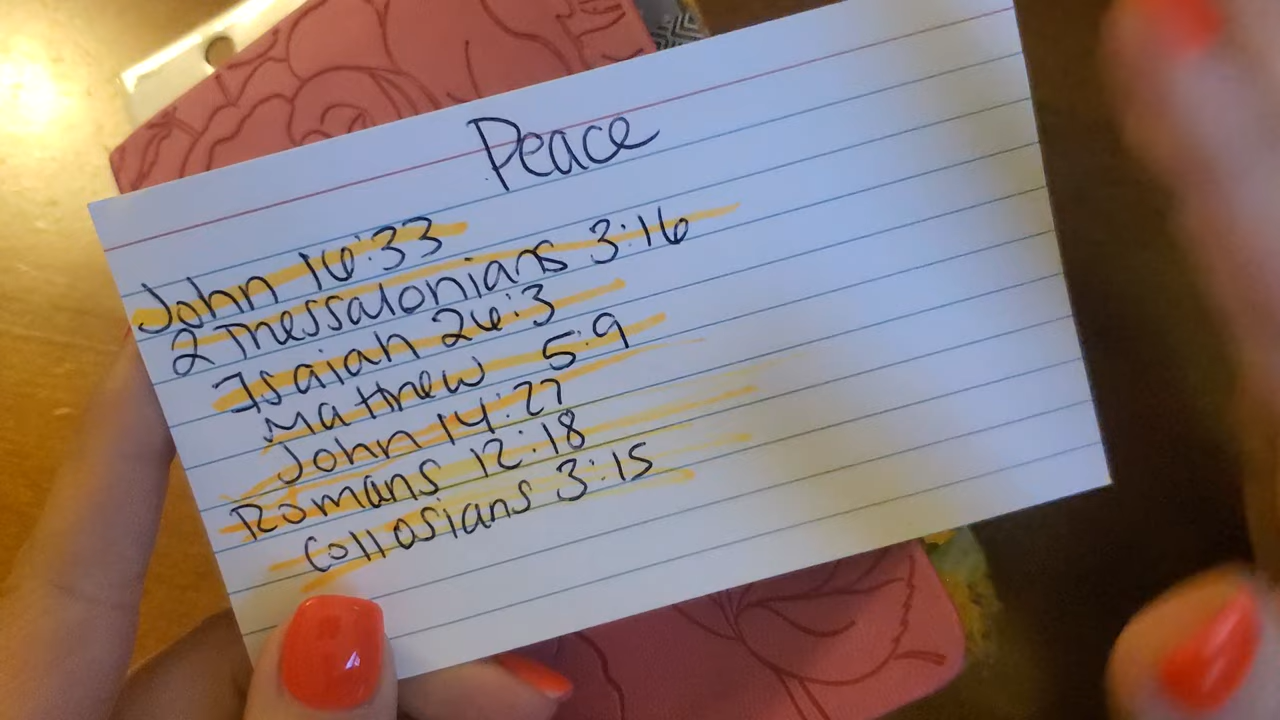 Peace
John 16:33
2 Thessalonians 3:16
Isaiah 26:3
Matthew 5:9
John 14:27
Romans 12:18
Collosians 3:15